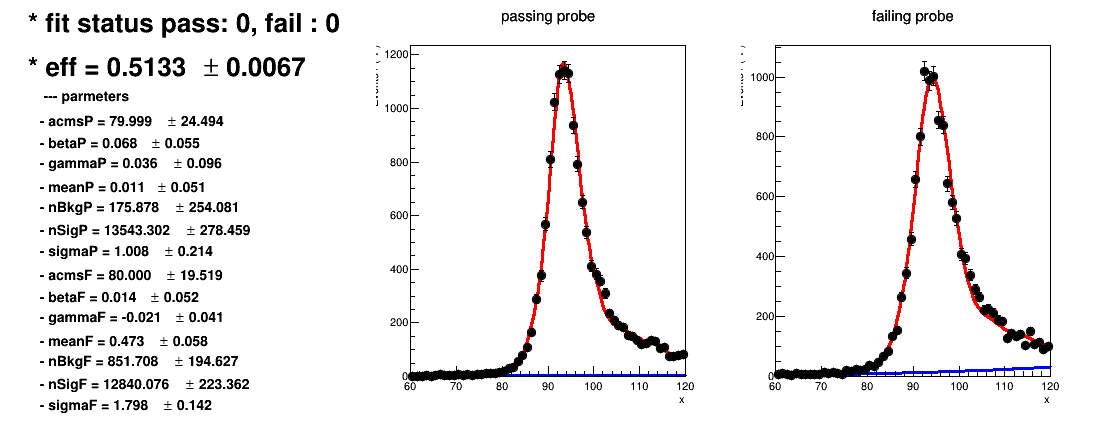 * fit status pass: 0, fail : 0
* eff = 0.5133 ± 0.0067
--- parmeters
- acmsP = 79.999 ± 24.494
- betaP = 0.068 ± 0.055
- gammaP = 0.036 ± 0.096
- meanP = 0.011 ± 0.051
- nBkgP = 175.878 ± 254.081
- nSigP = 13543.302 ± 278.459
- sigmaP = 1.008 ± 0.214
- acmsF = 80.000 ± 19.519
- betaF = 0.014 ± 0.052
- gammaF = -0.021 ± 0.041
- meanF = 0.473 ± 0.058
- nBkgF = 851.708 ± 194.627
- nSigF = 12840.076 ± 223.362
- sigmaF = 1.798 ± 0.142
passing probe
1200
1000
800
600
400
200
0
60 70 80 90 100 110 120
x
failing probe
1000
800
600
400
200
0
60 70 80 90 100 110 120
x